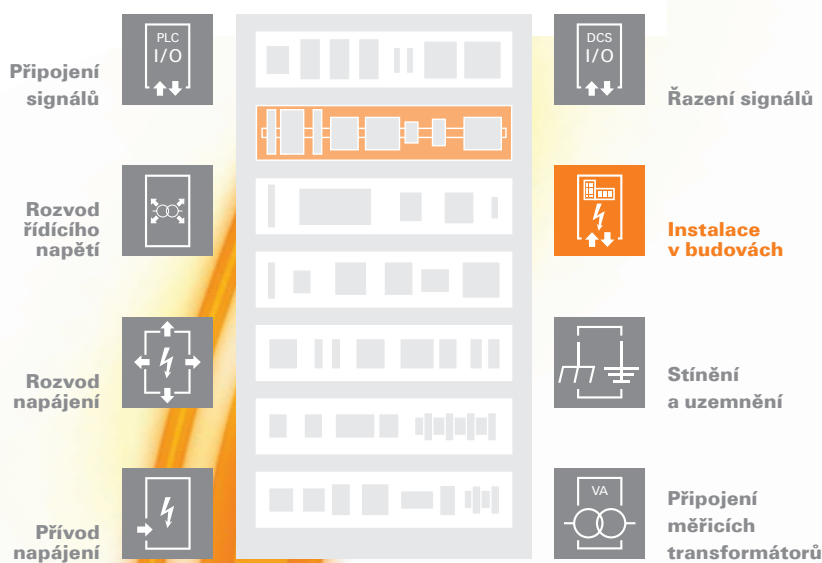 PLC
I/O
Připojení
signálů
DCS
I/O
Řazení signálů
Rozvod
řídícího
napětí
Instalace
v budovách
Rozvod
napájení
Stínění
a uzemnění
Přívod
napájení
VA
Připojení
měřicích
transformátorů